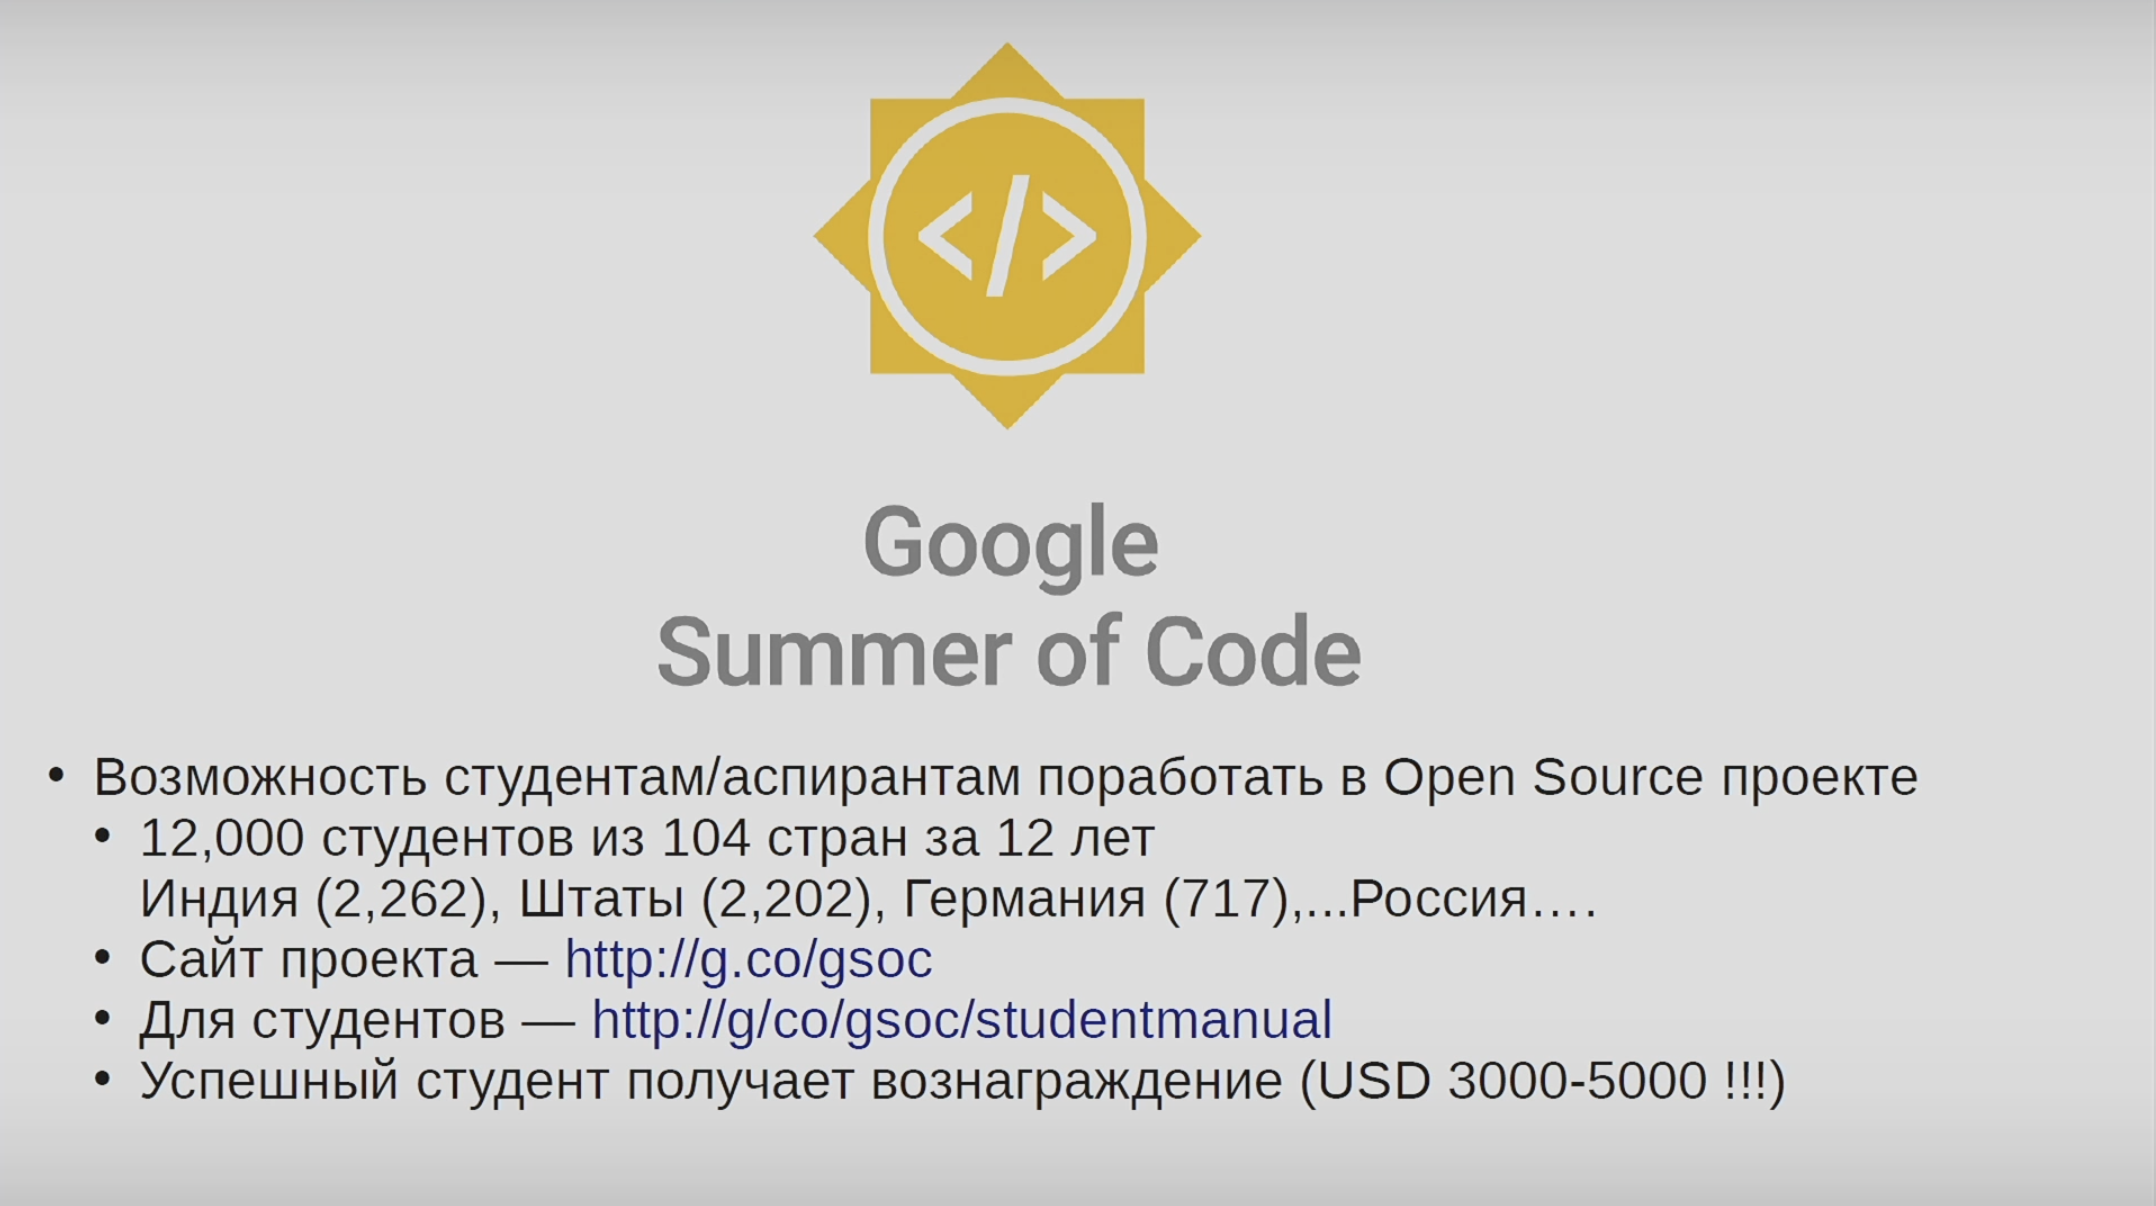 </>
Google
Summer of Code
• Возможность студентам/аспирантам поработать в Open Source проекте
• 12,000 студентов из 104 стран за 12 лет
Индия (2,262), Штаты (2,202), Германия (717),...Россия….
• Сайт проекта — http://g.co/gsoc
• Для студентов — http://g/co/gsoc/studentmanual
• Успешный студент получает вознаграждение (USD 3000-5000 !!!)